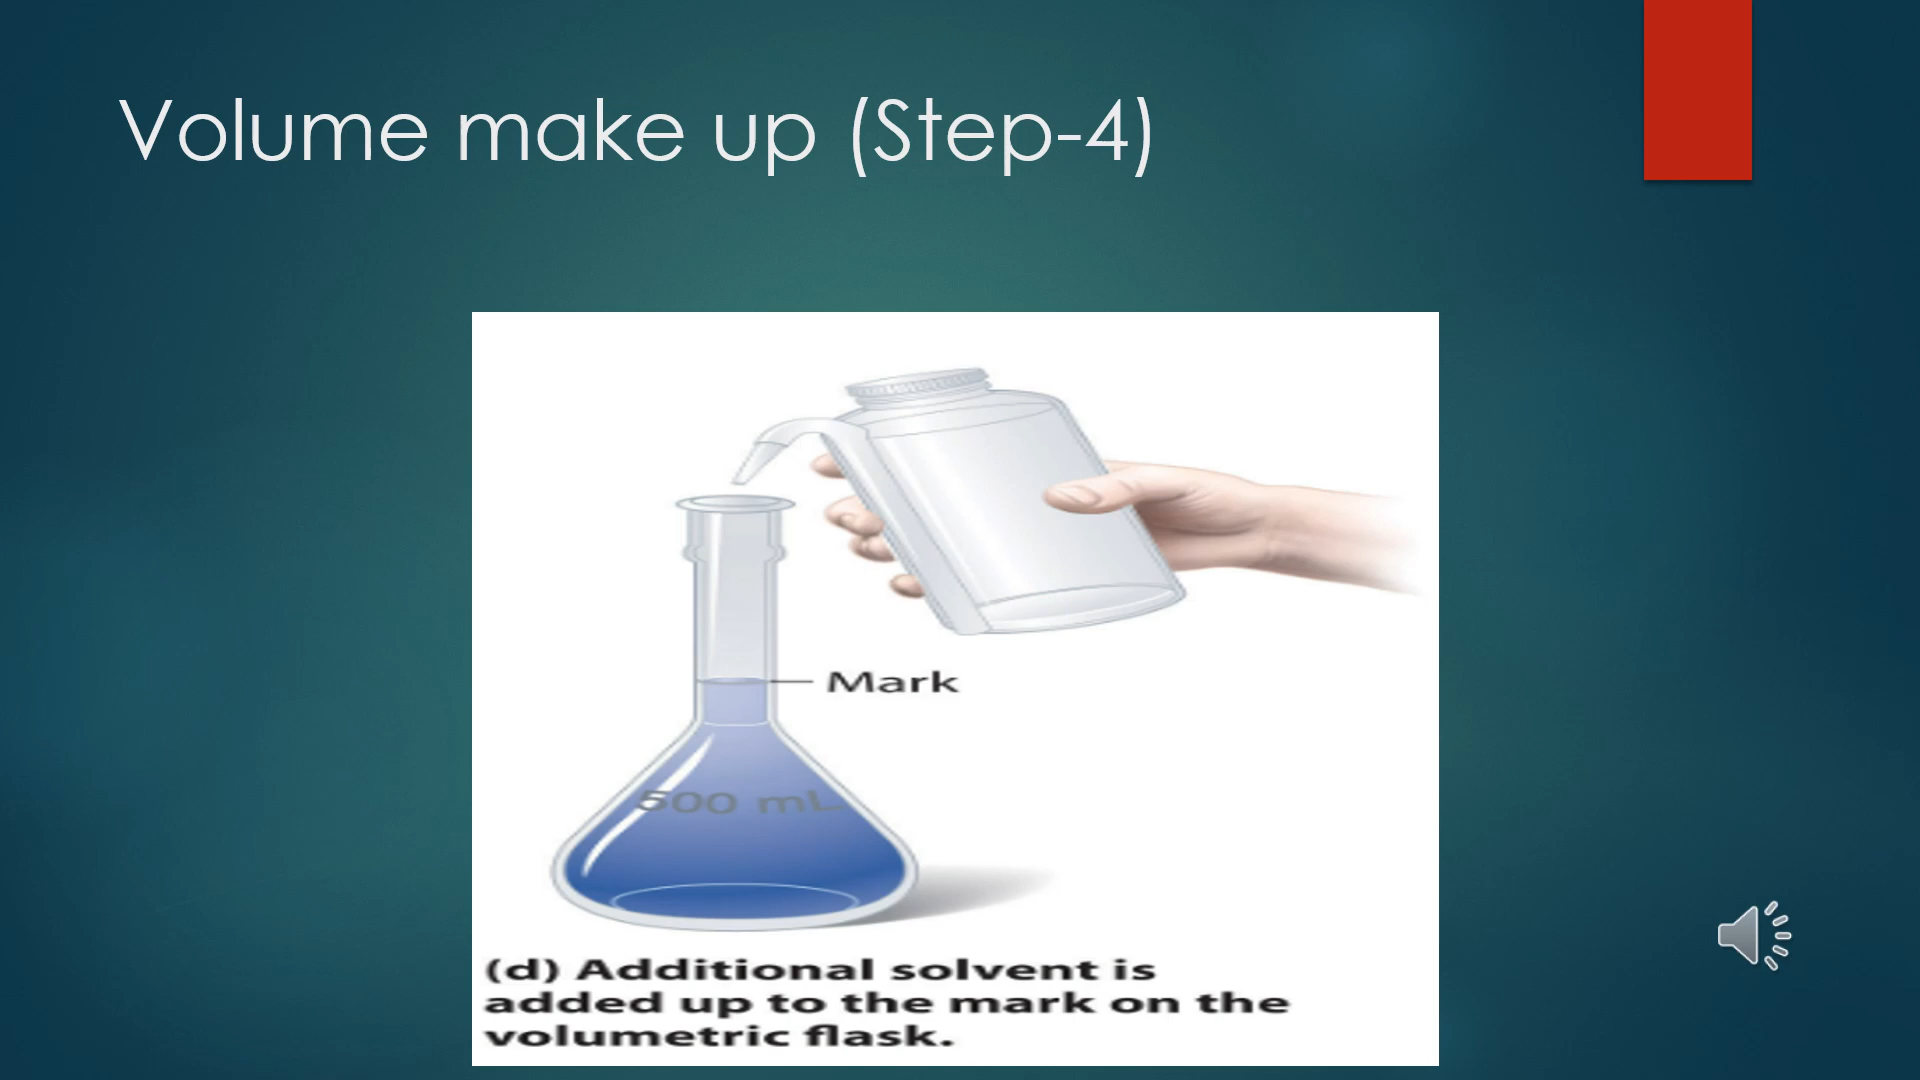 Volume make up (Step-4)
Mark
500 mL
(d) Additional solvent is
added up to the mark on the
volumetric flask.